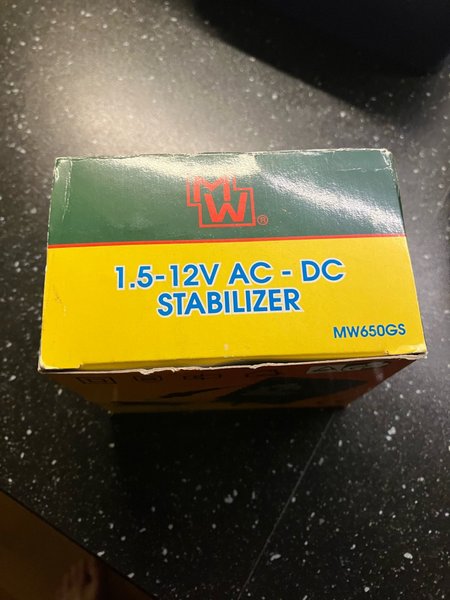 MW®
1.5-12V AC - DC
STABILIZER
MW650GS